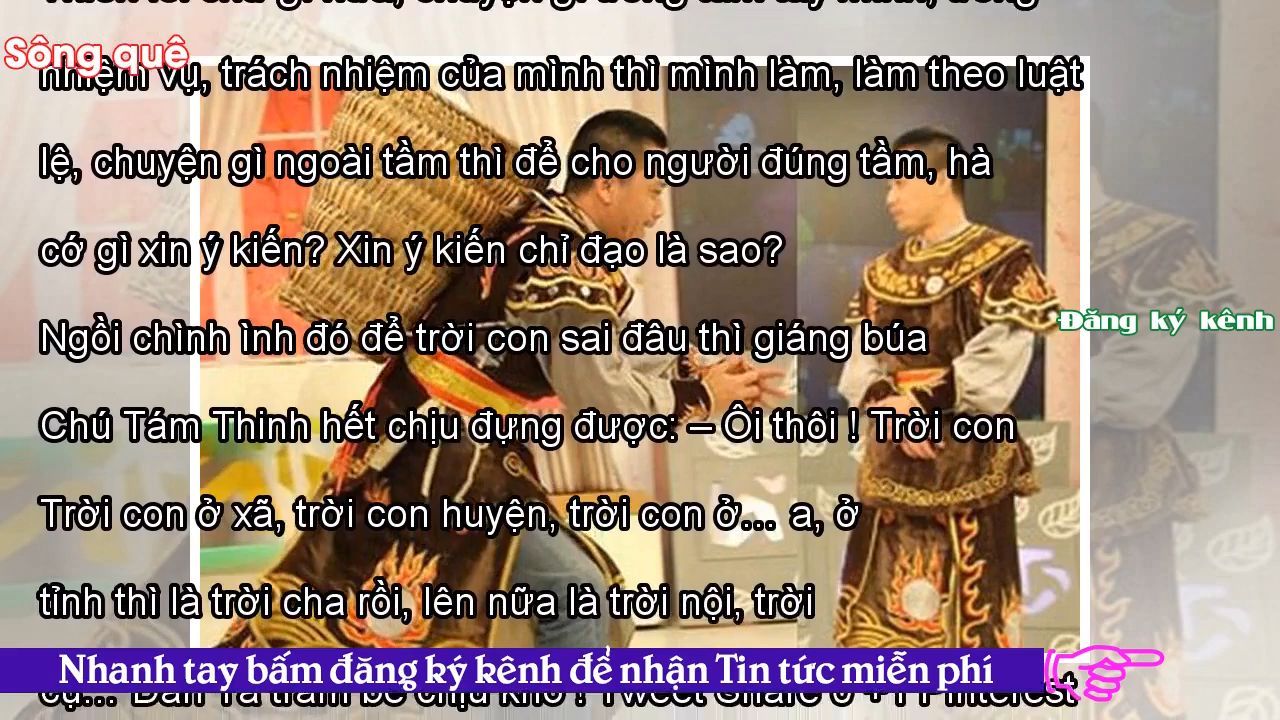 Sông quê
nhiệm vụ, trách nhiệm của mình thì mình làm, làm theo luật
lệ, chuyện gì ngoài tầm thì để cho người đúng tầm, hà
cớ gì xin ý kiến? Xin ý kiến chỉ đạo là sao?
Đăng ký kênh
Ngồi chình ình đó để trời con sai đâu thì giáng búa
Chú Tám Thinh hết chịu đựng được: – Ôi thôi ! Trời con
Trời con ở xã, trời con huyện, trời con ở... a, ở
tỉnh thì là trời cha rồi, lên nữa là trời nội, trời
Nhanh tay bấm đăng ký kênh để nhận Tin tức miễn phí